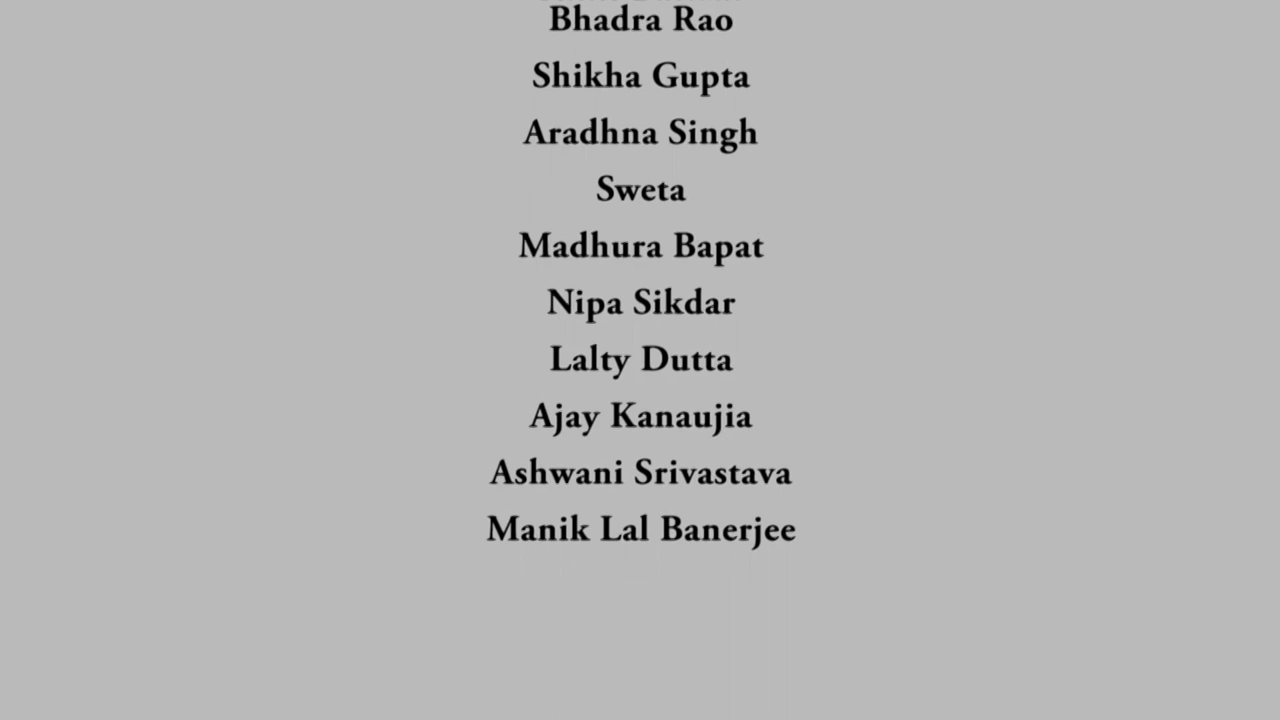 Bhadra Rao
Shikha Gupta
Aradhna Singh
Sweta
Madhura Bapat
Nipa Sikdar
Lalty Dutta
Ajay Kanaujia
Ashwani Srivastava
Manik Lal Banerjee